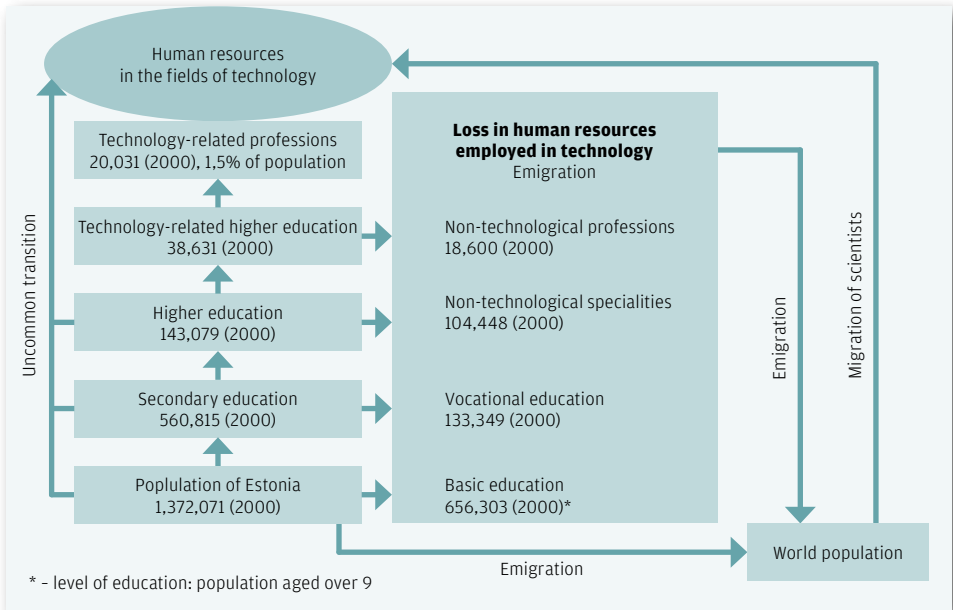 Human resources
in the fields of technology
Technology-related professions
20,031 (2000), 1,5% of population
Technology-related higher education
38,631 (2000)
Higher education
143,079 (2000)
Secondary education
560,815 (2000)
Poplulation of Estonia
1,372,071 (2000)
Uncommon transition
Loss in human resources
employed in technology
Emigration
Non-technological professions
18,600 (2000)
Non-technological specialities
104,448 (2000)
Vocational education
133,349 (2000)
Basic education
656,303 (2000)*
Emigration
Migration of scientists
World population
Emigration
* – level of education: population aged over 9